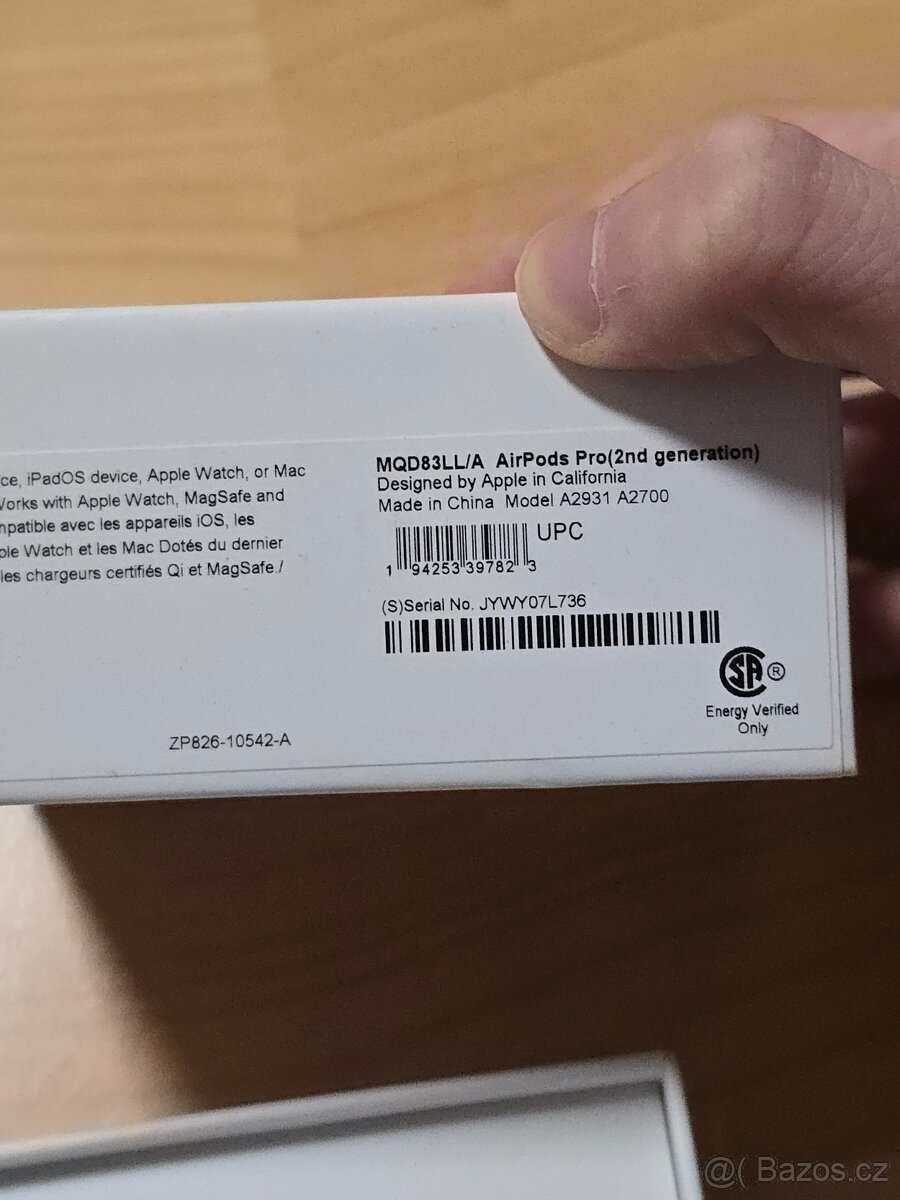 ce, iPadOS device, Apple Watch, or Mac
Works with Apple Watch, MagSafe and
mpatible avec les appareils iOS, les
ple Watch et les Mac Dotés du dernier
les chargeurs certifiés Qi et MagSafe./
ZP826-10542-A
MQD83LL/A AirPods Pro(2nd generation)
Designed by Apple in California
Made in China Model A2931 A2700
UPC
1 94253 39782 3
(S)Serial No. JYWY07L736
SA ®
Energy Verified
Only
@( Bazos.cz